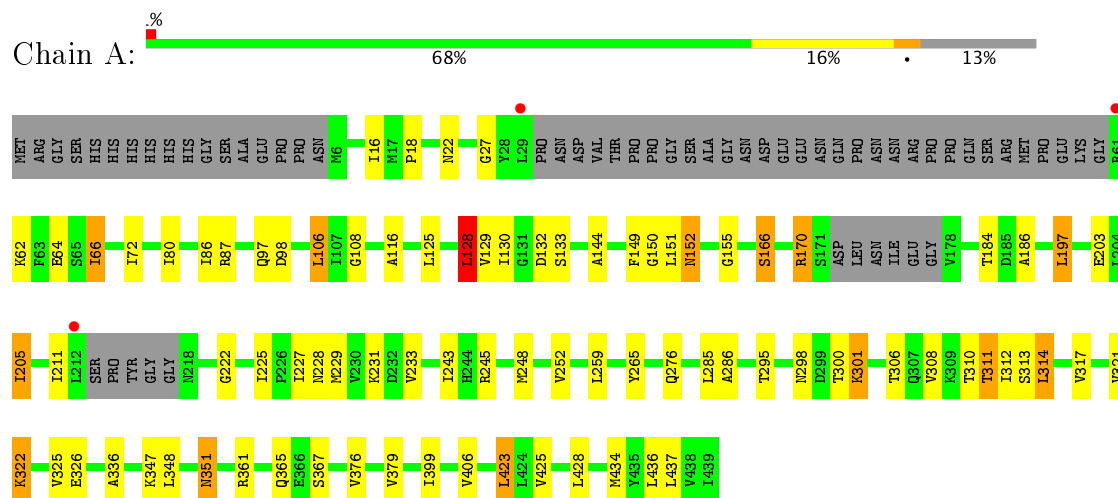 .%
Chain A:
68% 16% • 13%
MET ARG GLY SER HIS HIS HIS HIS HIS HIS GLY SER ALA GLU PRO PRO ASN M6 I16 M17 P18 N22 G27 Y28 L29 PRO ASN ASP VAL THR PRO PRO GLY SER ALA GLY ASN ASP GLU GLU ASN GLN PRO ASN ASN ARG PRO PRO GLN SER ARG MET PRO GLU LYS GLY R61
K62 F63 E64 S65 I66 I72 I80 I86 R87 Q97 D98 L106 I107 G108 A116 L125 L128 V129 I130 G131 D132 S133 A144 F149 G150 L151 N152 G155 S166 R170 S171 ASP LEU ASN ILE GLU GLY V178 T184 D185 A186 L197 E203 L204
I205 I211 L212 SER PRO TYR GLY GLY N218 G222 I225 P226 I227 N228 M229 V230 K231 D232 V233 I243 H244 R245 M248 V252 L259 Y265 Q276 L285 A286 T295 N298 D299 T300 K301 T306 Q307 V308 K309 T310 T311 I312 S313 L314 V317 V321
K322 V325 E326 A336 K347 L348 N351 R361 Q365 E366 S367 V376 V379 I399 V406 L423 L424 V425 L428 M434 Y435 L436 L437 V438 I439